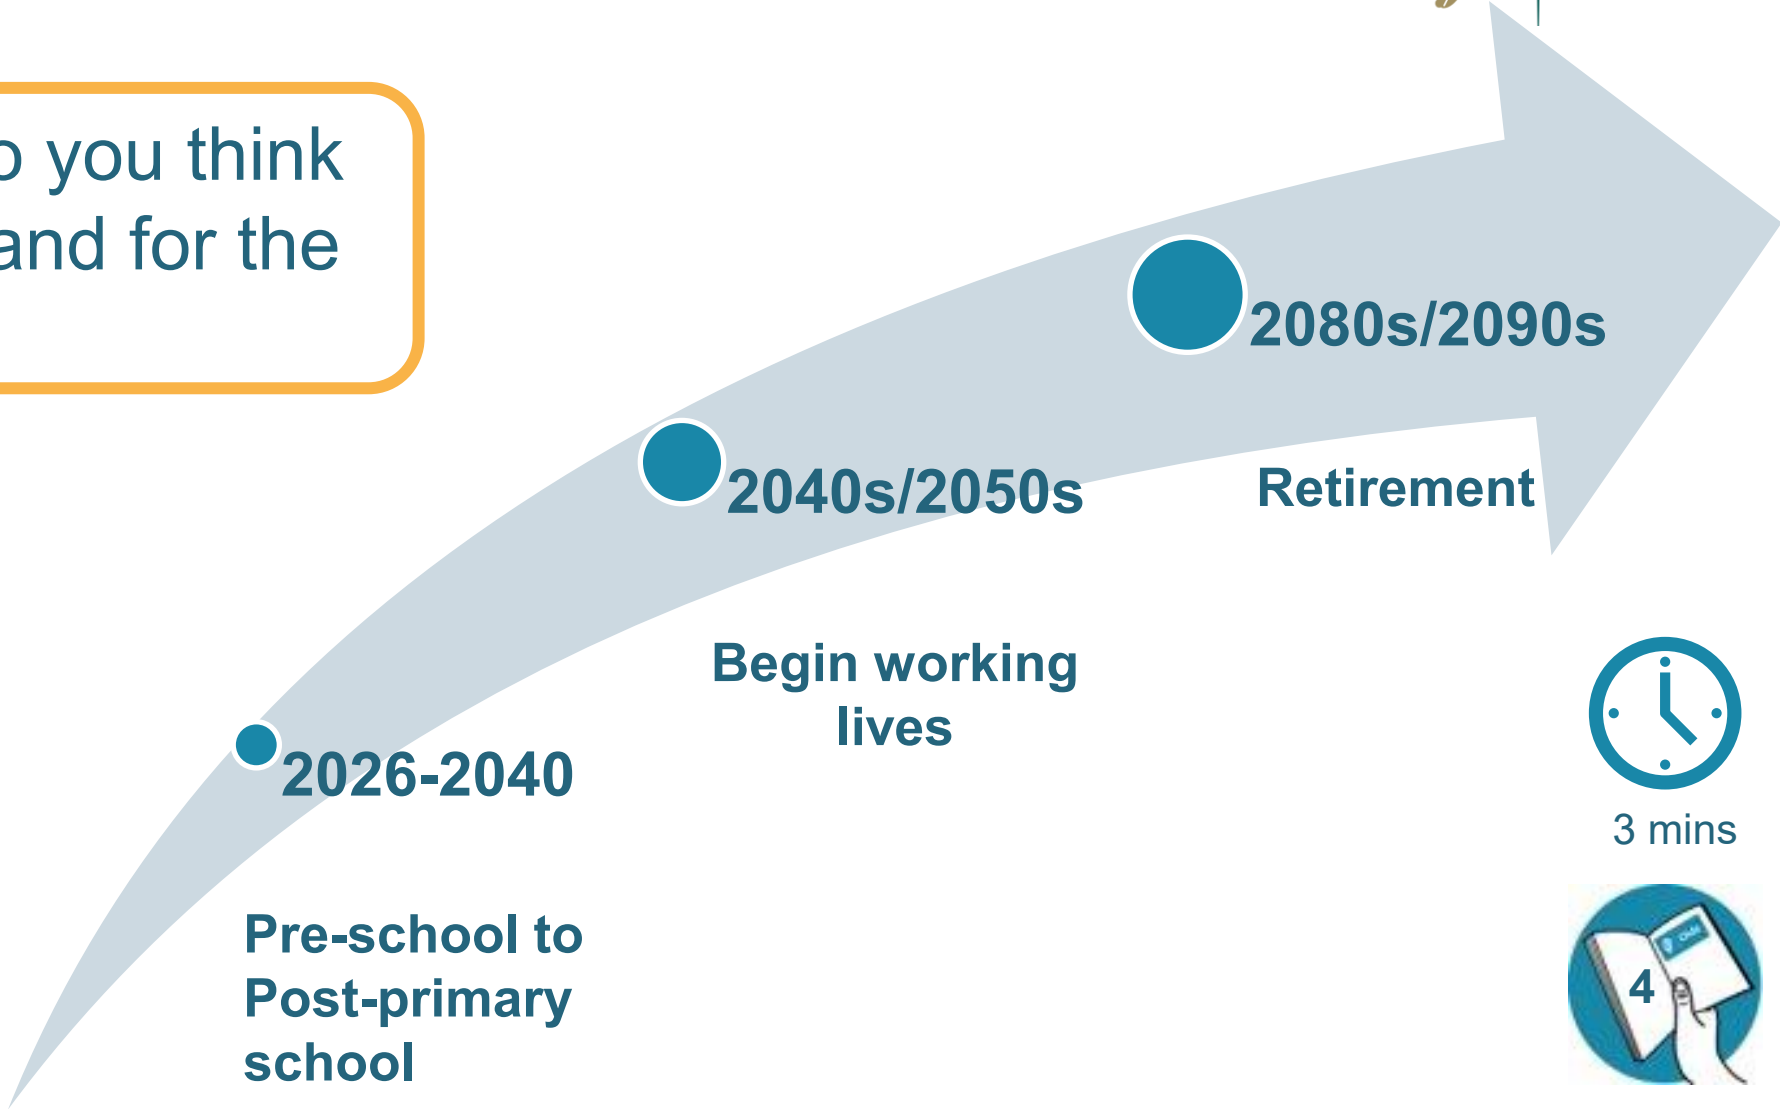 you think
and for the
2080s/2090s
2040s/2050s
Retirement
Begin working
lives
2026-2040
3 mins
Pre-school to
Post-primary
school
4